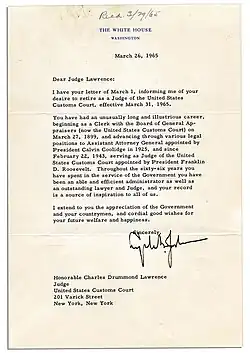 Recd. 3/29/65
THE WHITE HOUSE
WASHINGTON
March 26, 1965
Dear Judge Lawrence:
I have your letter of March 1, informing me of your
desire to retire as a Judge of the United States
Customs Court, effective March 31, 1965.
You have had an unusually long and illustrious career,
beginning as a Clerk with the Board of General Ap-
praisers (now the United States Customs Court) on
March 27, 1899, and advancing through various legal
positions to Assistant Attorney General appointed by
President Calvin Coolidge in 1925, and since
February 22, 1943, serving as Judge of the United
States Customs Court appointed by President Franklin
D. Roosevelt. Throughout the sixty-six years you
have spent in the service of the Government you have
been an able and efficient administrator as well as
an outstanding lawyer and Judge, and your record
is a source of inspiration to all of us.
I extend to you the appreciation of the Government
and your countrymen, and cordial good wishes for
your future welfare and happiness.
Sincerely,
Honorable Charles Drummond Lawrence
Judge
United States Customs Court
201 Varick Street
New York, New York